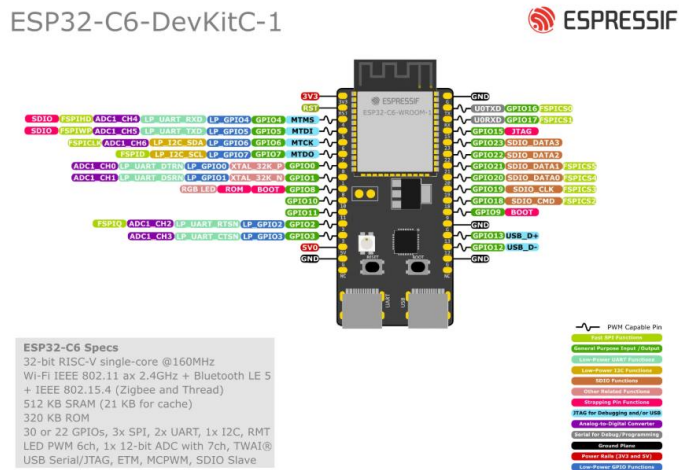 ESP32-C6-DevKitC-1
ESPRESSIF
3V3
GND
RST
U0TXD GPIO16 FSPICS0
SDIO FSPIHD ADC1_CH4 LP_UART_RXD LP_GPIO4 GPIO4 MTMS
U0RXD GPIO17 FSPICS1
SDIO FSPIWP ADC1_CH5 LP_UART_TXD LP_GPIO5 GPIO5 MTDI
GPIO15 JTAG
FSPICLK ADC1_CH6 LP_I2C_SDA LP_GPIO6 GPIO6 MTCK
GPIO23 SDIO_DATA3
FSPID LP_I2C_SCL LP_GPIO7 GPIO7 MTDO
GPIO22 SDIO_DATA2
ADC1_CH0 LP_UART_DTRN LP_GPIO0 XTAL_32K_P GPIO0
GPIO21 SDIO_DATA1 FSPICS5
ADC1_CH1 LP_UART_DSRN LP_GPIO1 XTAL_32K_N GPIO1
GPIO20 SDIO_DATA0 FSPICS4
RGB LED ROM BOOT GPIO8
GPIO19 SDIO_CLK FSPICS3
GPIO10
GPIO18 SDIO_CMD FSPICS2
GPIO11
GPIO9 BOOT
FSPIQ ADC1_CH2 LP_UART_RTSN LP_GPIO2 GPIO2
GND
ADC1_CH3 LP_UART_CTSN LP_GPIO3 GPIO3
GPIO13 USB_D+
5V0
GPIO12 USB_D-
GND
GND
ESPRESSIF
ESP32-C6-WROOM-1
RESET
BOOT
NC
NC
UART
USB
ESP32-C6 Specs
32-bit RISC-V single-core @160MHz
Wi-Fi IEEE 802.11 ax 2.4GHz + Bluetooth LE 5
+ IEEE 802.15.4 (Zigbee and Thread)
512 KB SRAM (21 KB for cache)
320 KB ROM
30 or 22 GPIOs, 3x SPI, 2x UART, 1x I2C, RMT
LED PWM 6ch, 1x 12-bit ADC with 7ch, TWAI®
USB Serial/JTAG, ETM, MCPWM, SDIO Slave
PWM Capable Pin
Fast SPI Functions
General Purpose Input /Output
Low-Power UART Functions
Low-Power I2C Functions
SDIO Functions
Other Related Functions
Strapping Pin Functions
JTAG for Debugging and/or USB
Analog-to-Digital Converter
Serial for Debug/Programming
Ground Plane
Power Rails (3V3 and 5V)
Low-Power GPIO Functions